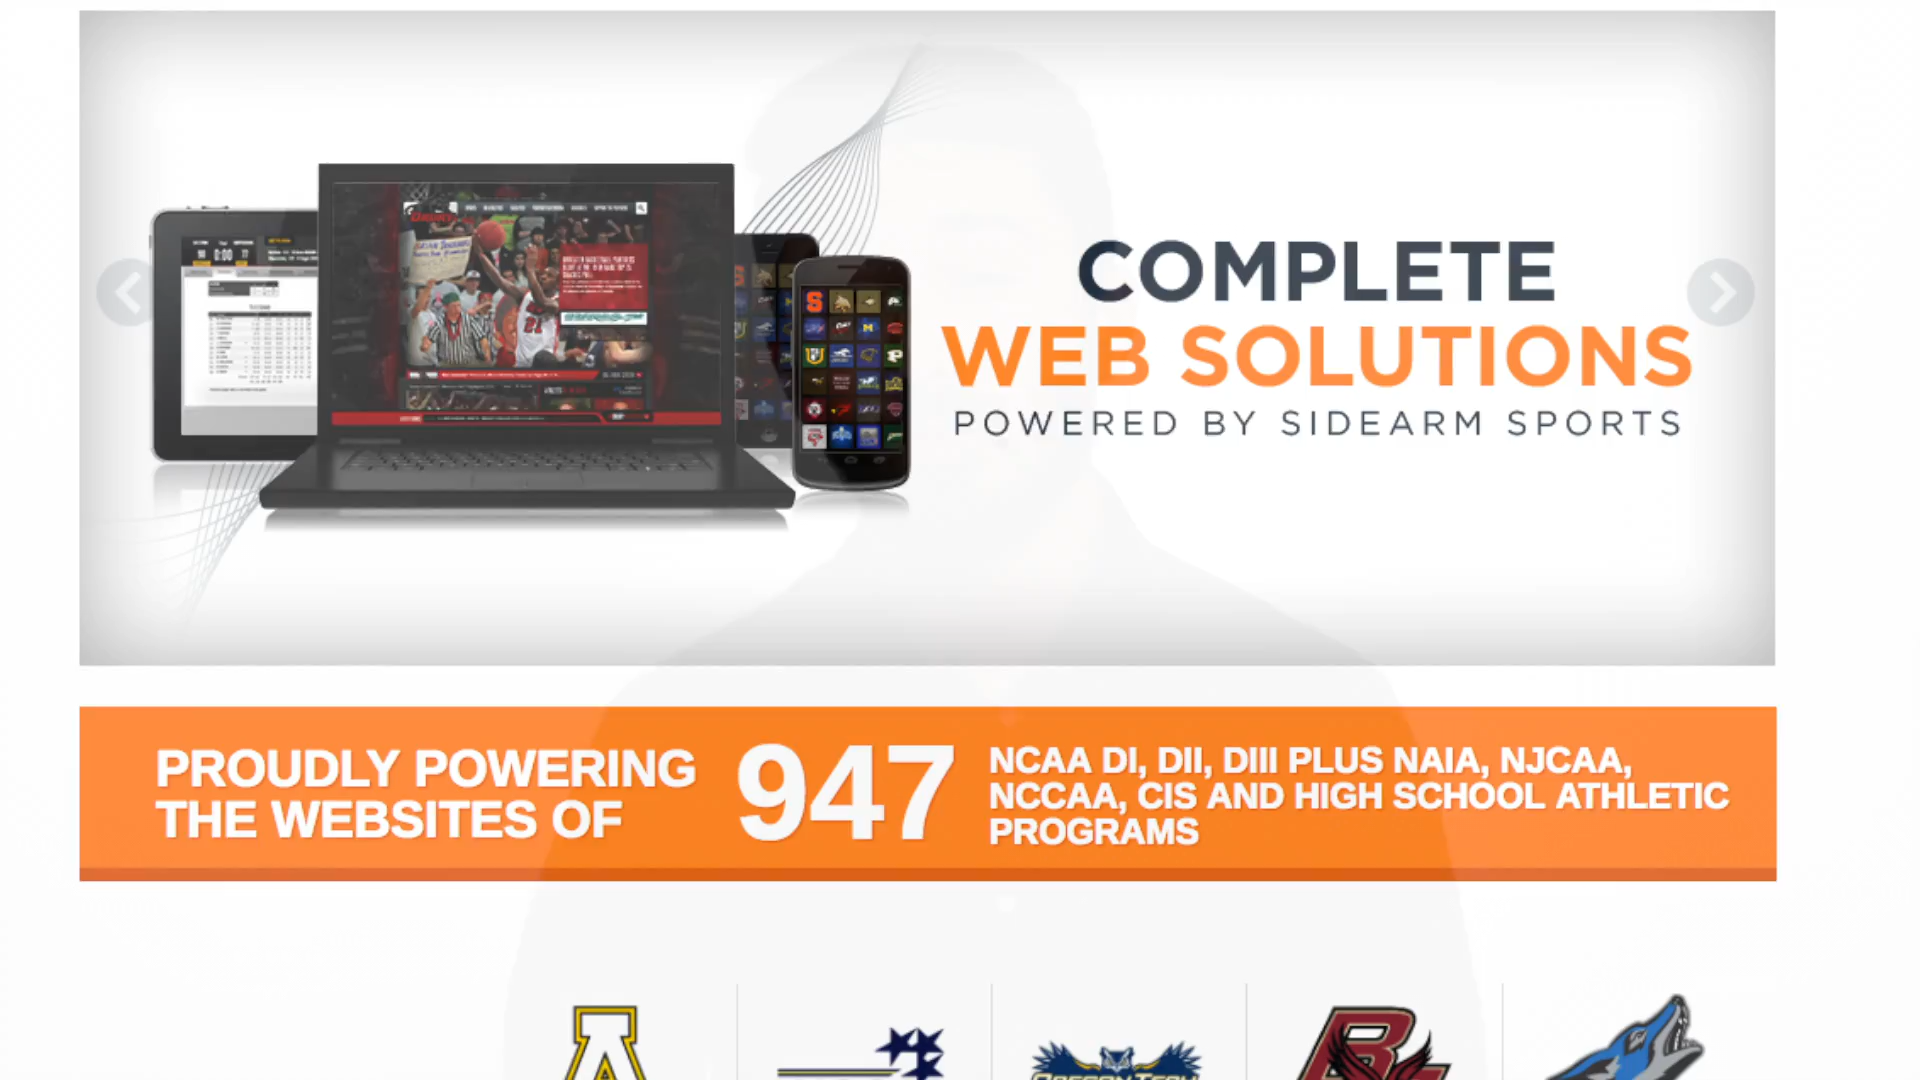 COMPLETE
WEB SOLUTIONS
POWERED BY SIDEARM SPORTS
PROUDLY POWERING
THE WEBSITES OF
947
NCAA DI, DII, DIII PLUS NAIA, NJCAA,
NCCAA, CIS AND HIGH SCHOOL ATHLETIC
PROGRAMS